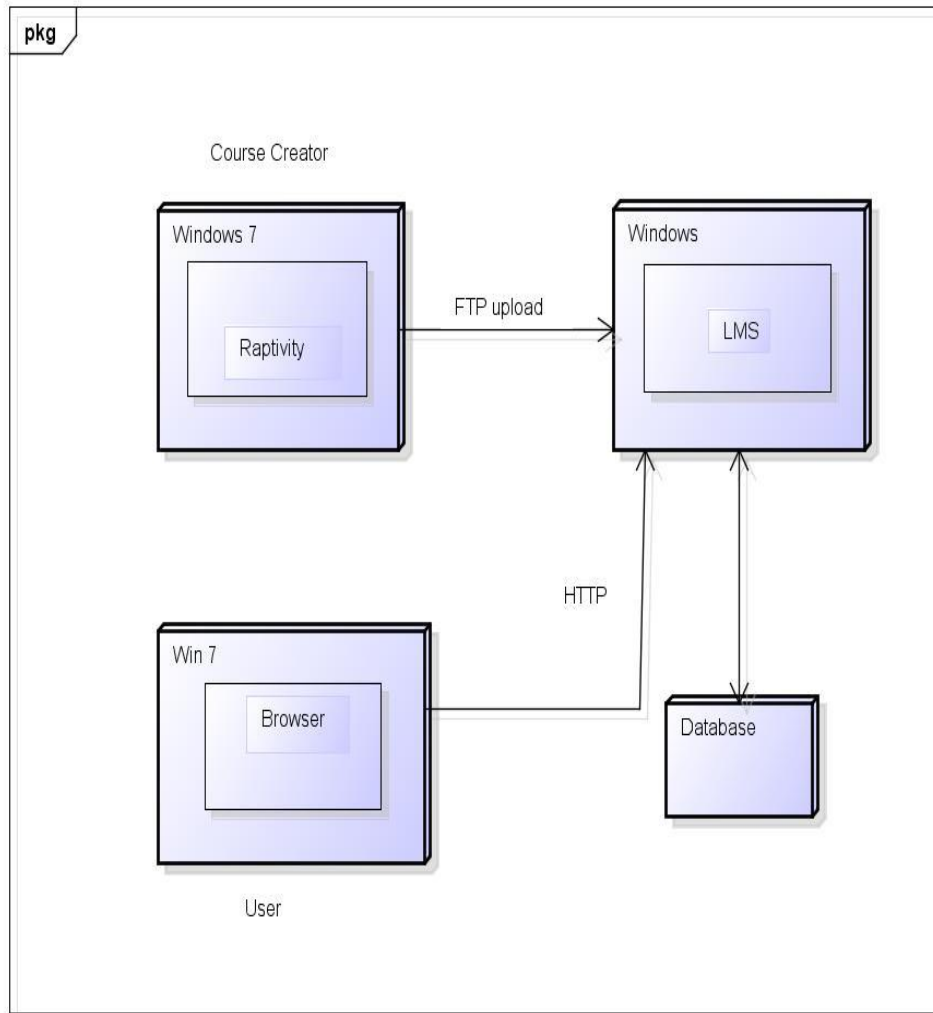 pkg
Course Creator
Windows 7
Raptivity
FTP upload
Windows
LMS
HTTP
Win 7
Browser
Database
User